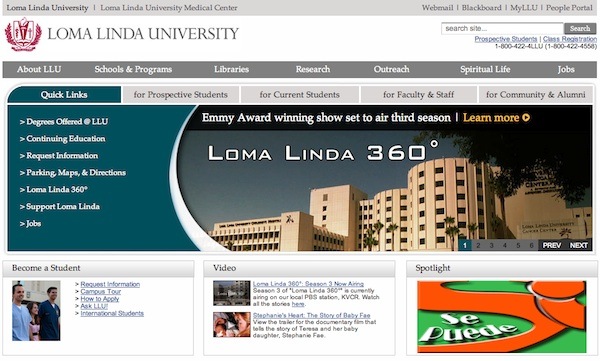 Loma Linda University | Loma Linda University Medical Center
Webmail | Blackboard | MyLLU | People Portal
LOMA LINDA UNIVERSITY
search site... Search
Prospective Students | Class Registration
1-800-422-4LLU (1-800-422-4558)
About LLU Schools & Programs Libraries Research Outreach Spiritual Life Jobs
Quick Links for Prospective Students for Current Students for Faculty & Staff for Community & Alumni
> Degrees Offered @ LLU
> Continuing Education
> Request Information
> Parking, Maps, & Directions
> Loma Linda 360°
> Support Loma Linda
> Jobs
Emmy Award winning show set to air third season | Learn more
LOMA LINDA 360°
1 2 3 4 5 6 PREV NEXT
Become a Student
> Request Information
> Campus Tour
> How to Apply
> Ask LLU!
> International Students
Video
Loma Linda 360°: Season 3 Now Airing
Season 3 of "Loma Linda 360°" is currently
airing on our local PBS station, KVCR. Watch
all the stories here.
Stephanie's Heart: The Story of Baby Fae
View the trailer for the documentary film that
tells the story of Teresa and her baby
daughter, Stephanie Fae.
Spotlight
Se
Puede